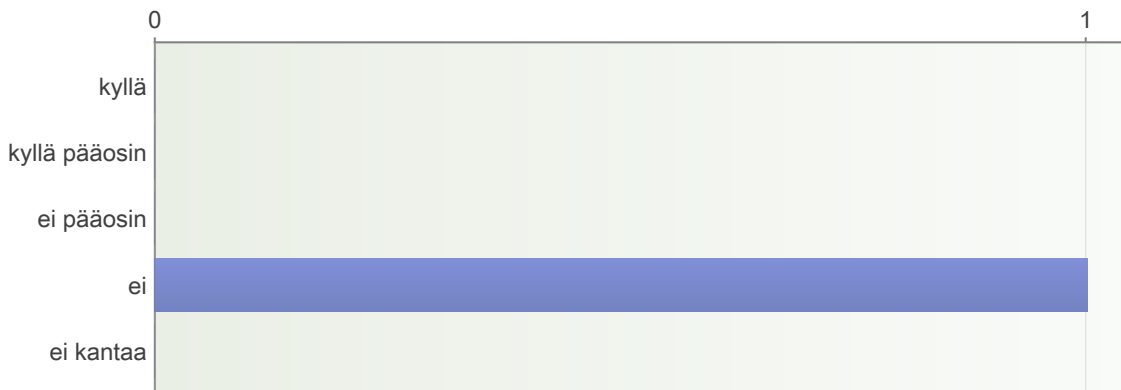 0 1
kyllä
kyllä pääosin
ei pääosin
ei
ei kantaa